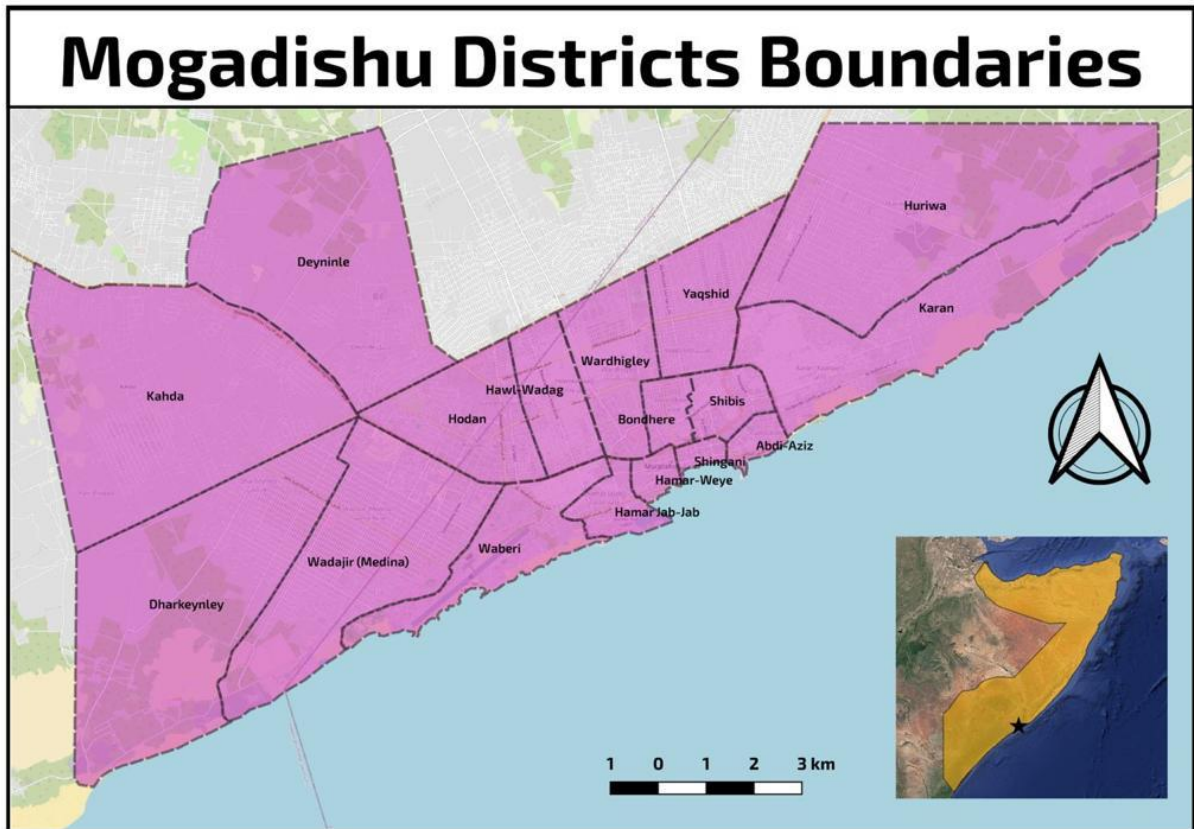 Mogadishu Districts Boundaries
Huriwa
Deyninle
Yaqshid
Karan
Wardhigley
Kahda
Hawl-Wadag
Shibis
Hodan
Bondhere
Abdi-Aziz
Shingani
Hamar-Weye
Hamar Jab-Jab
Waberi
Wadajir (Medina)
Dharkeynley
1 0 1 2 3 km